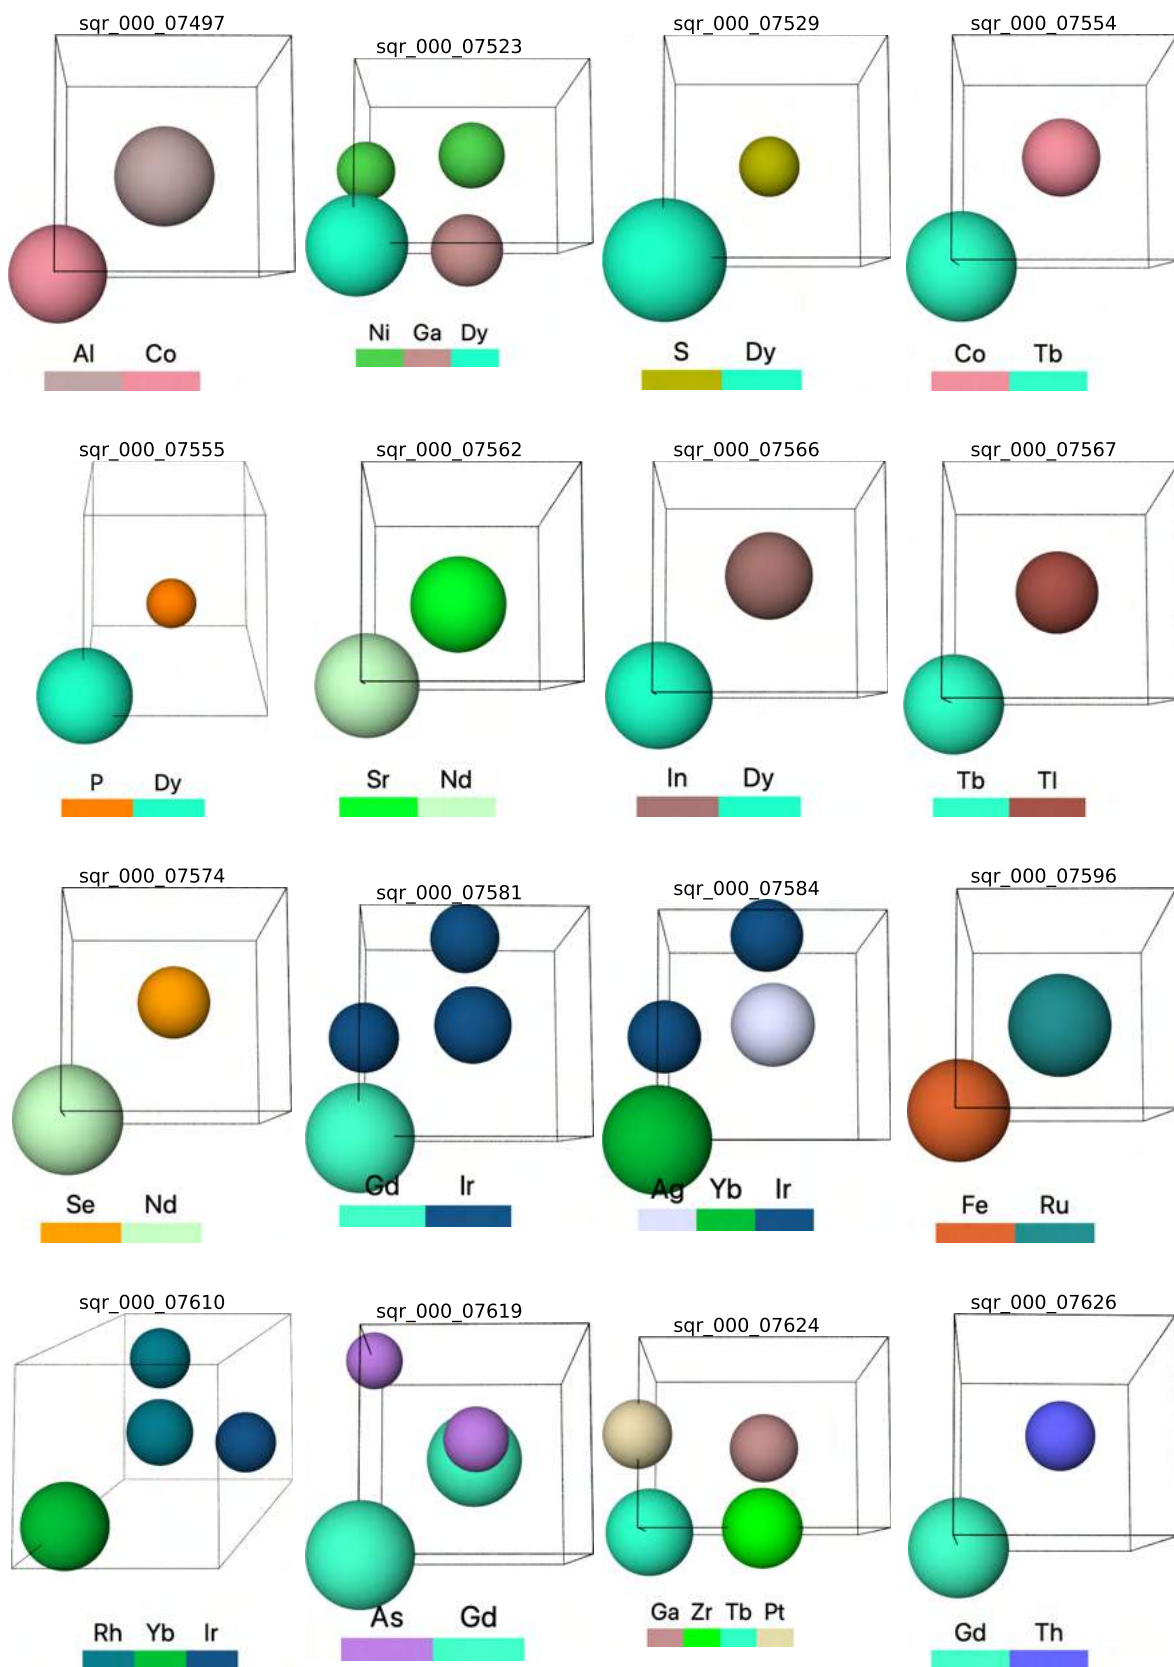 sqr_000_07497
sqr_000_07523
sqr_000_07529
sqr_000_07554
Al Co
Ni Ga Dy
S Dy
Co Tb
sqr_000_07555
sqr_000_07562
sqr_000_07566
sqr_000_07567
P Dy
Sr Nd
In Dy
Tb Tl
sqr_000_07574
sqr_000_07581
sqr_000_07584
sqr_000_07596
Se Nd
Gd Ir
Ag Yb Ir
Fe Ru
sqr_000_07610
sqr_000_07619
sqr_000_07624
sqr_000_07626
Rh Yb Ir
As Gd
Ga Zr Tb Pt
Gd Th